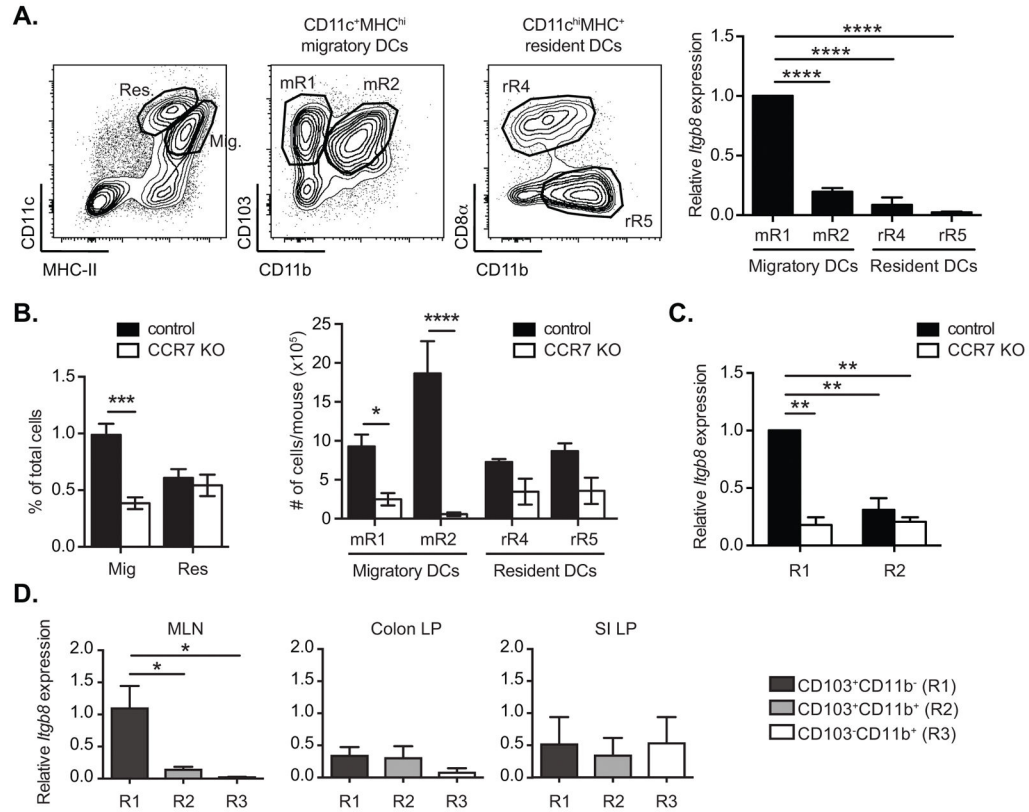 A.
CD11c⁺MHCʰⁱ
migratory DCs
CD11cʰⁱMHC⁺
resident DCs
Res.
Mig.
CD11c
MHC-II
mR1
mR2
CD103
CD11b
rR4
rR5
CD8α
CD11b
Relative Itgb8 expression
1.5
1.0
0.5
0.0
****
****
****
mR1 mR2 rR4 rR5
Migratory DCs Resident DCs
B.
control
CCR7 KO
% of total cells
1.5
1.0
0.5
0.0
***
Mig Res
control
CCR7 KO
# of cells/mouse (x10⁵)
25
20
15
10
5
0
*
****
mR1 mR2 rR4 rR5
Migratory DCs Resident DCs
C.
control
CCR7 KO
Relative Itgb8 expression
1.5
1.0
0.5
0.0
**
**
**
R1 R2
D.
MLN
Relative Itgb8 expression
2.0
1.5
1.0
0.5
0.0
*
*
R1 R2 R3
Colon LP
2.0
1.5
1.0
0.5
0.0
R1 R2 R3
SI LP
2.0
1.5
1.0
0.5
0.0
R1 R2 R3
CD103⁺CD11b⁻ (R1)
CD103⁺CD11b⁺ (R2)
CD103⁻CD11b⁺ (R3)